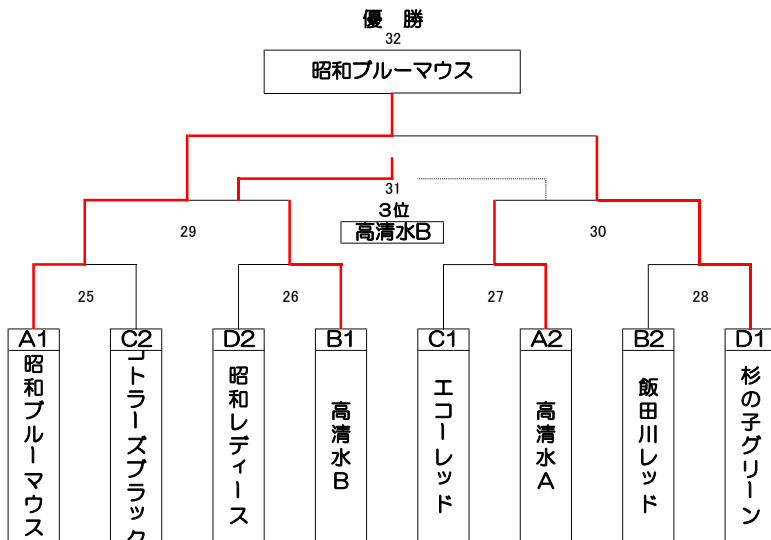 優 勝
32
昭和ブルーマウス
31
3位
高清水B
29
30
25
26
27
28
A1
C2
D2
B1
C1
A2
B2
D1
昭和ブルーマウス
コトラーズブラック
昭和レディース
高清水B
エコーレッド
高清水A
飯田川レッド
杉の子グリーン